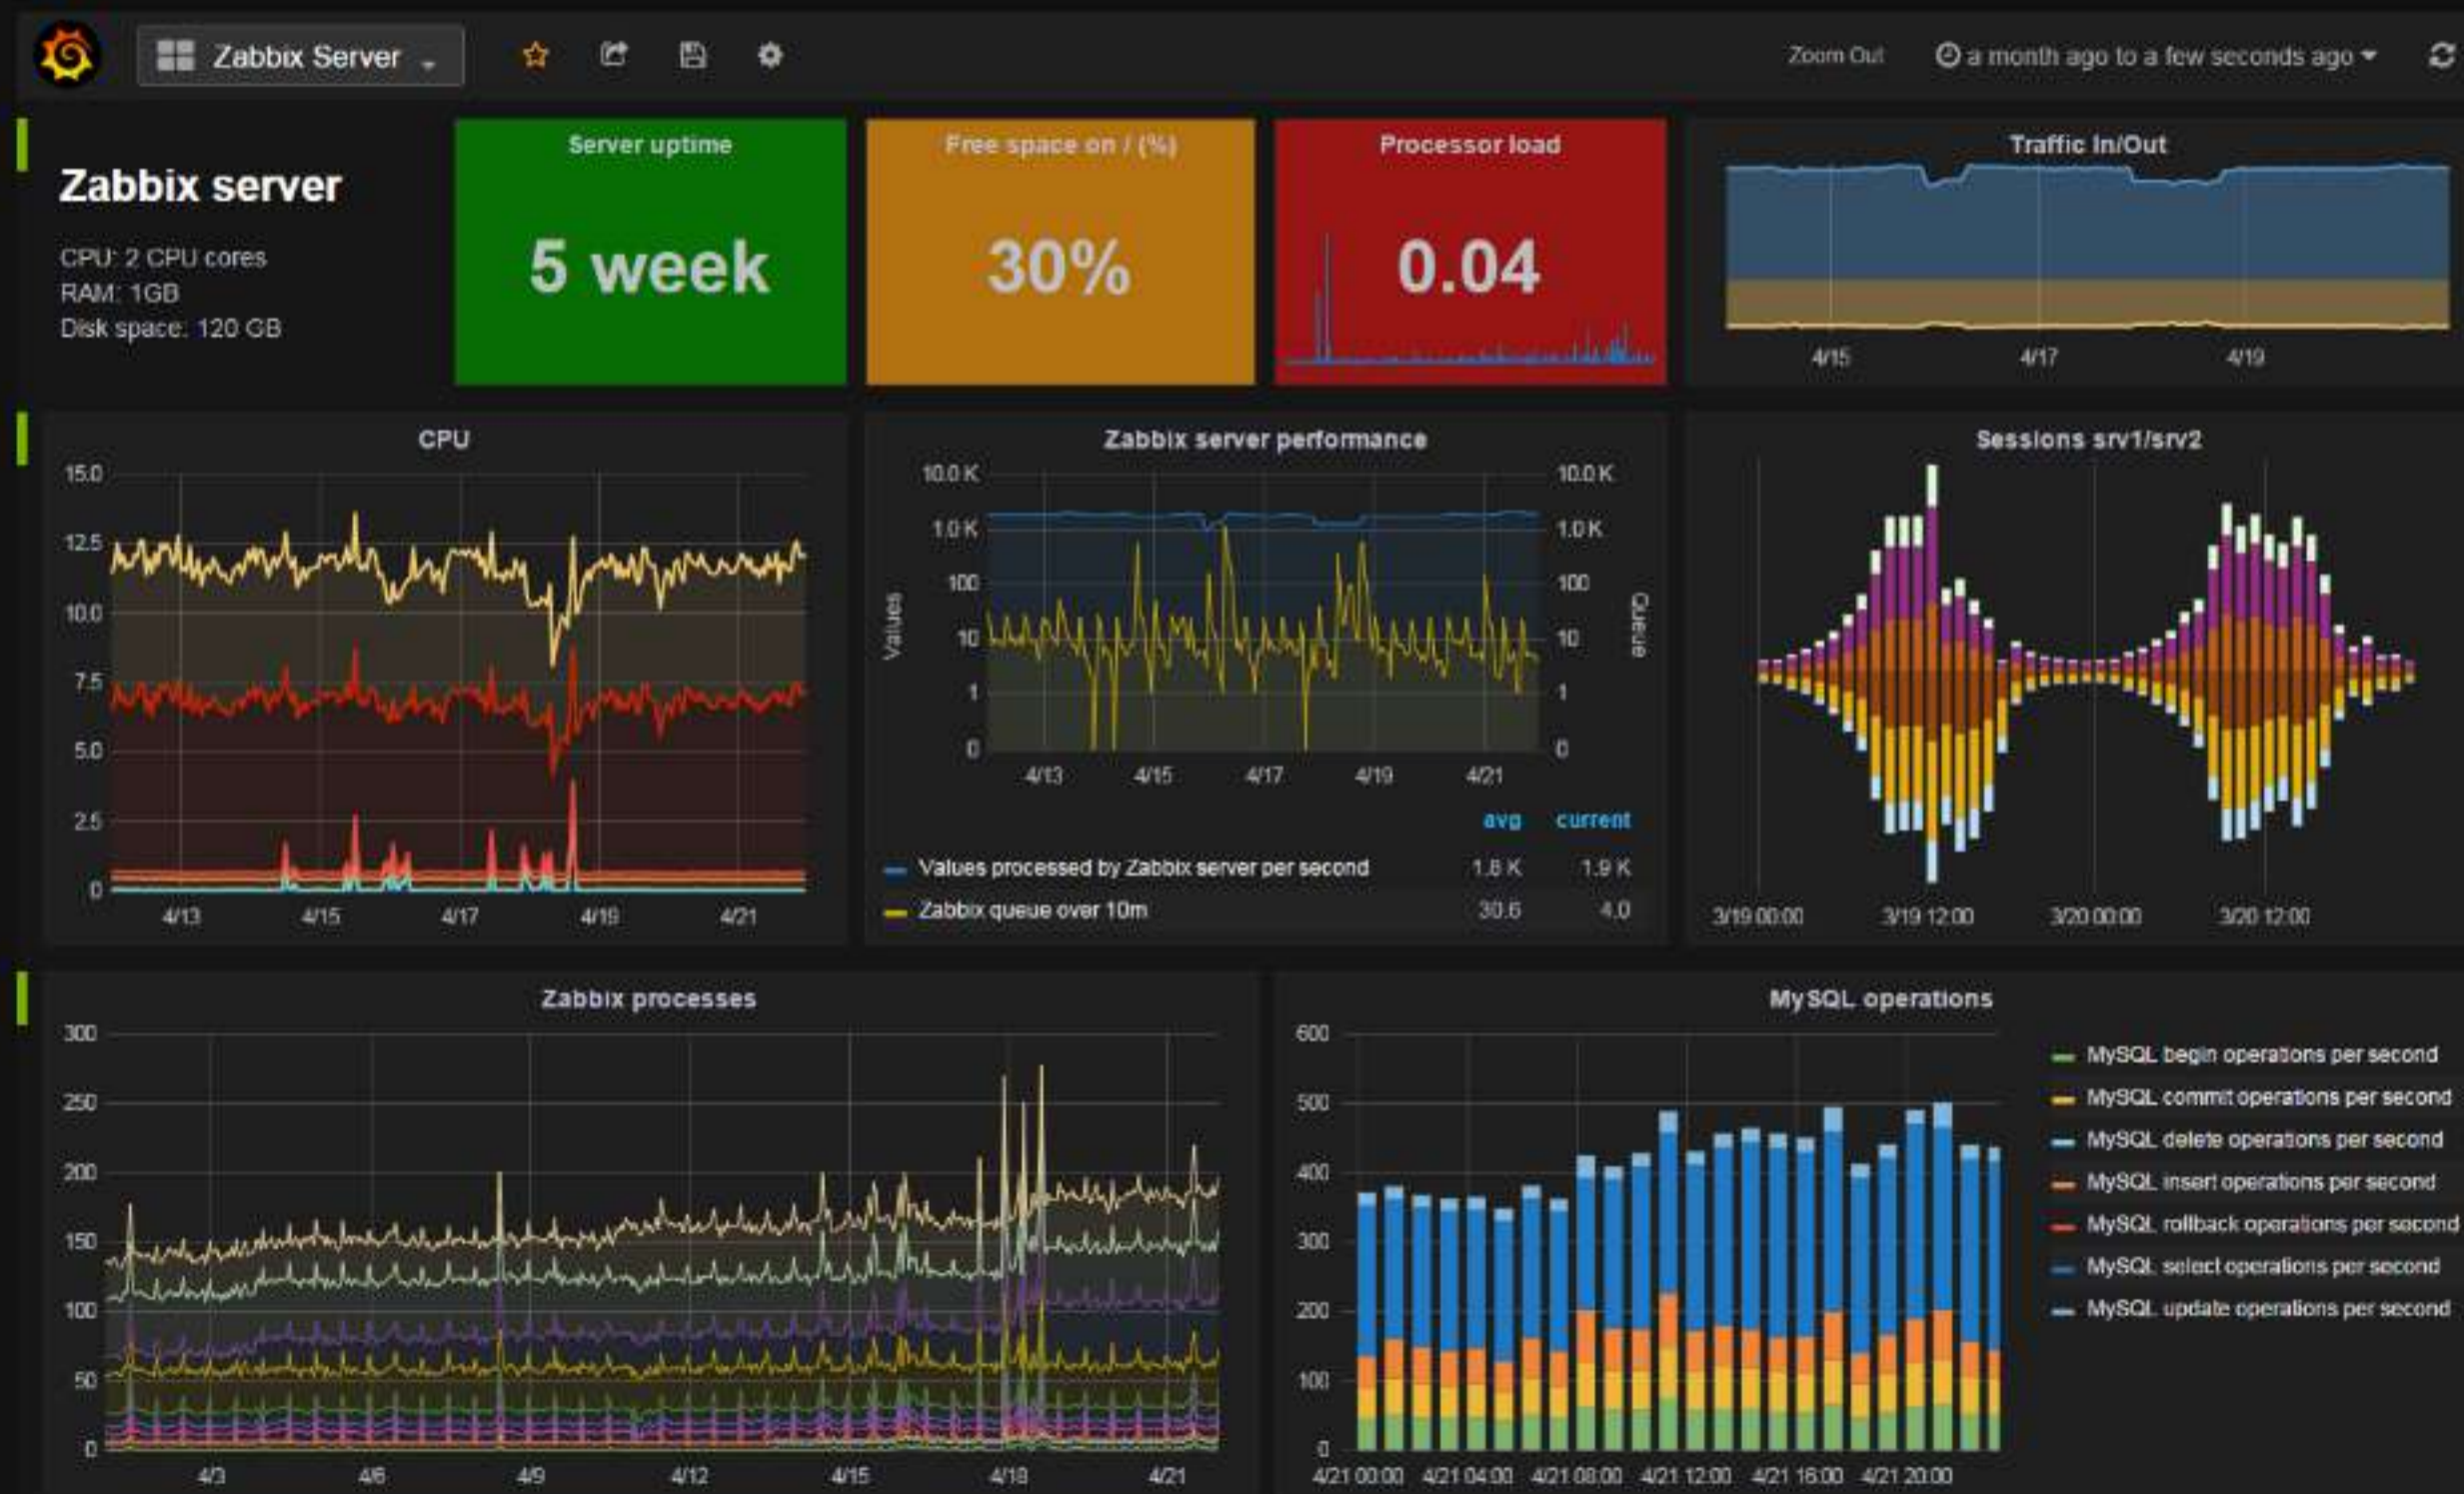 Zabbix Server
Zoom Out
a month ago to a few seconds ago
Zabbix server
CPU: 2 CPU cores
RAM: 1GB
Disk space: 120 GB
Server uptime
5 week
Free space on / (%)
30%
Processor load
0.04
Traffic In/Out
4/15 4/17 4/19
CPU
15.0
12.5
10.0
7.5
5.0
2.5
0
4/13 4/15 4/17 4/19 4/21
Zabbix server performance
10.0 K 10.0 K
1.0 K 1.0 K
100 100
10 10
1 1
0 0
Values
Queue
4/13 4/15 4/17 4/19 4/21
avg current
Values processed by Zabbix server per second 1.8 K 1.9 K
Zabbix queue over 10m 30.6 4.0
Sessions srv1/srv2
3/19 00:00 3/19 12:00 3/20 00:00 3/20 12:00
Zabbix processes
300
250
200
150
100
50
0
4/3 4/6 4/9 4/12 4/15 4/18 4/21
MySQL operations
600
500
400
300
200
100
0
4/21 00:00 4/21 04:00 4/21 08:00 4/21 12:00 4/21 16:00 4/21 20:00
MySQL begin operations per second
MySQL commit operations per second
MySQL delete operations per second
MySQL insert operations per second
MySQL rollback operations per second
MySQL select operations per second
MySQL update operations per second